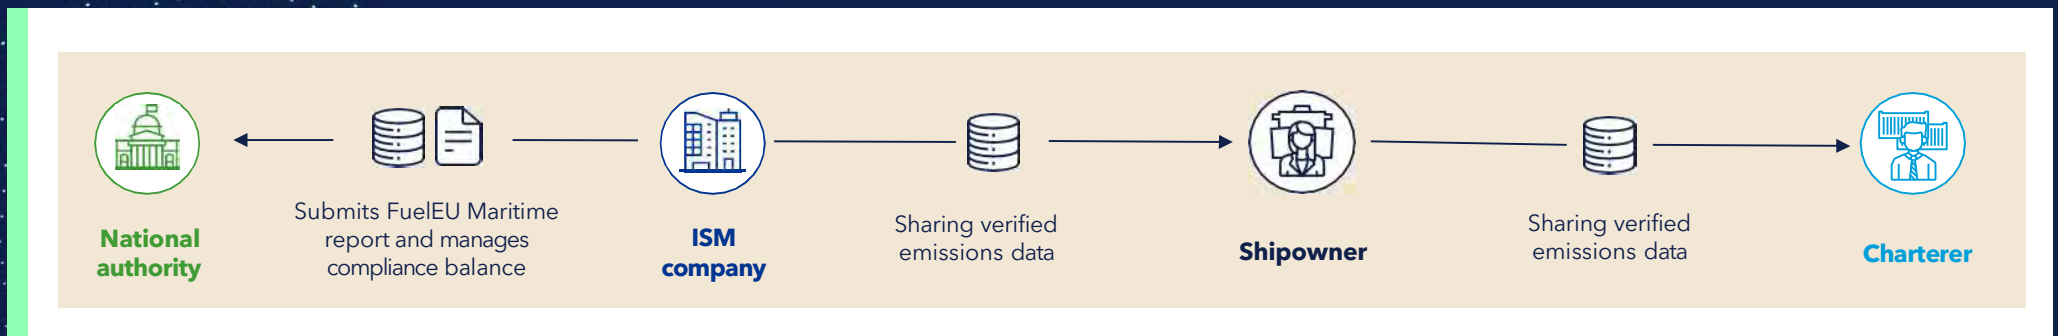 National
authority
Submits FuelEU Maritime
report and manages
compliance balance
ISM
company
Sharing verified
emissions data
Shipowner
Sharing verified
emissions data
Charterer